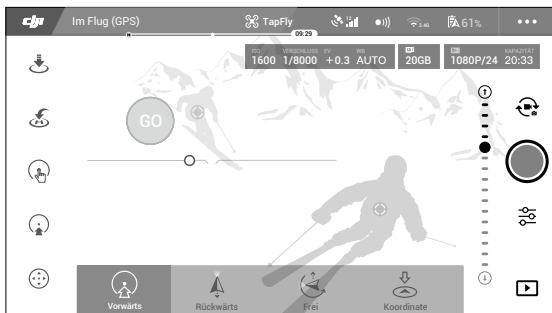 dji Im Flug (GPS) TapFly 12 2.4G 61%
09:29
ISO VERSCHLUSS EV WB KAPAZITÄT
1600 1/8000 +0.3 AUTO 20GB 1080P/24 20:33
GO
Vorwärts Rückwärts Frei Koordinate